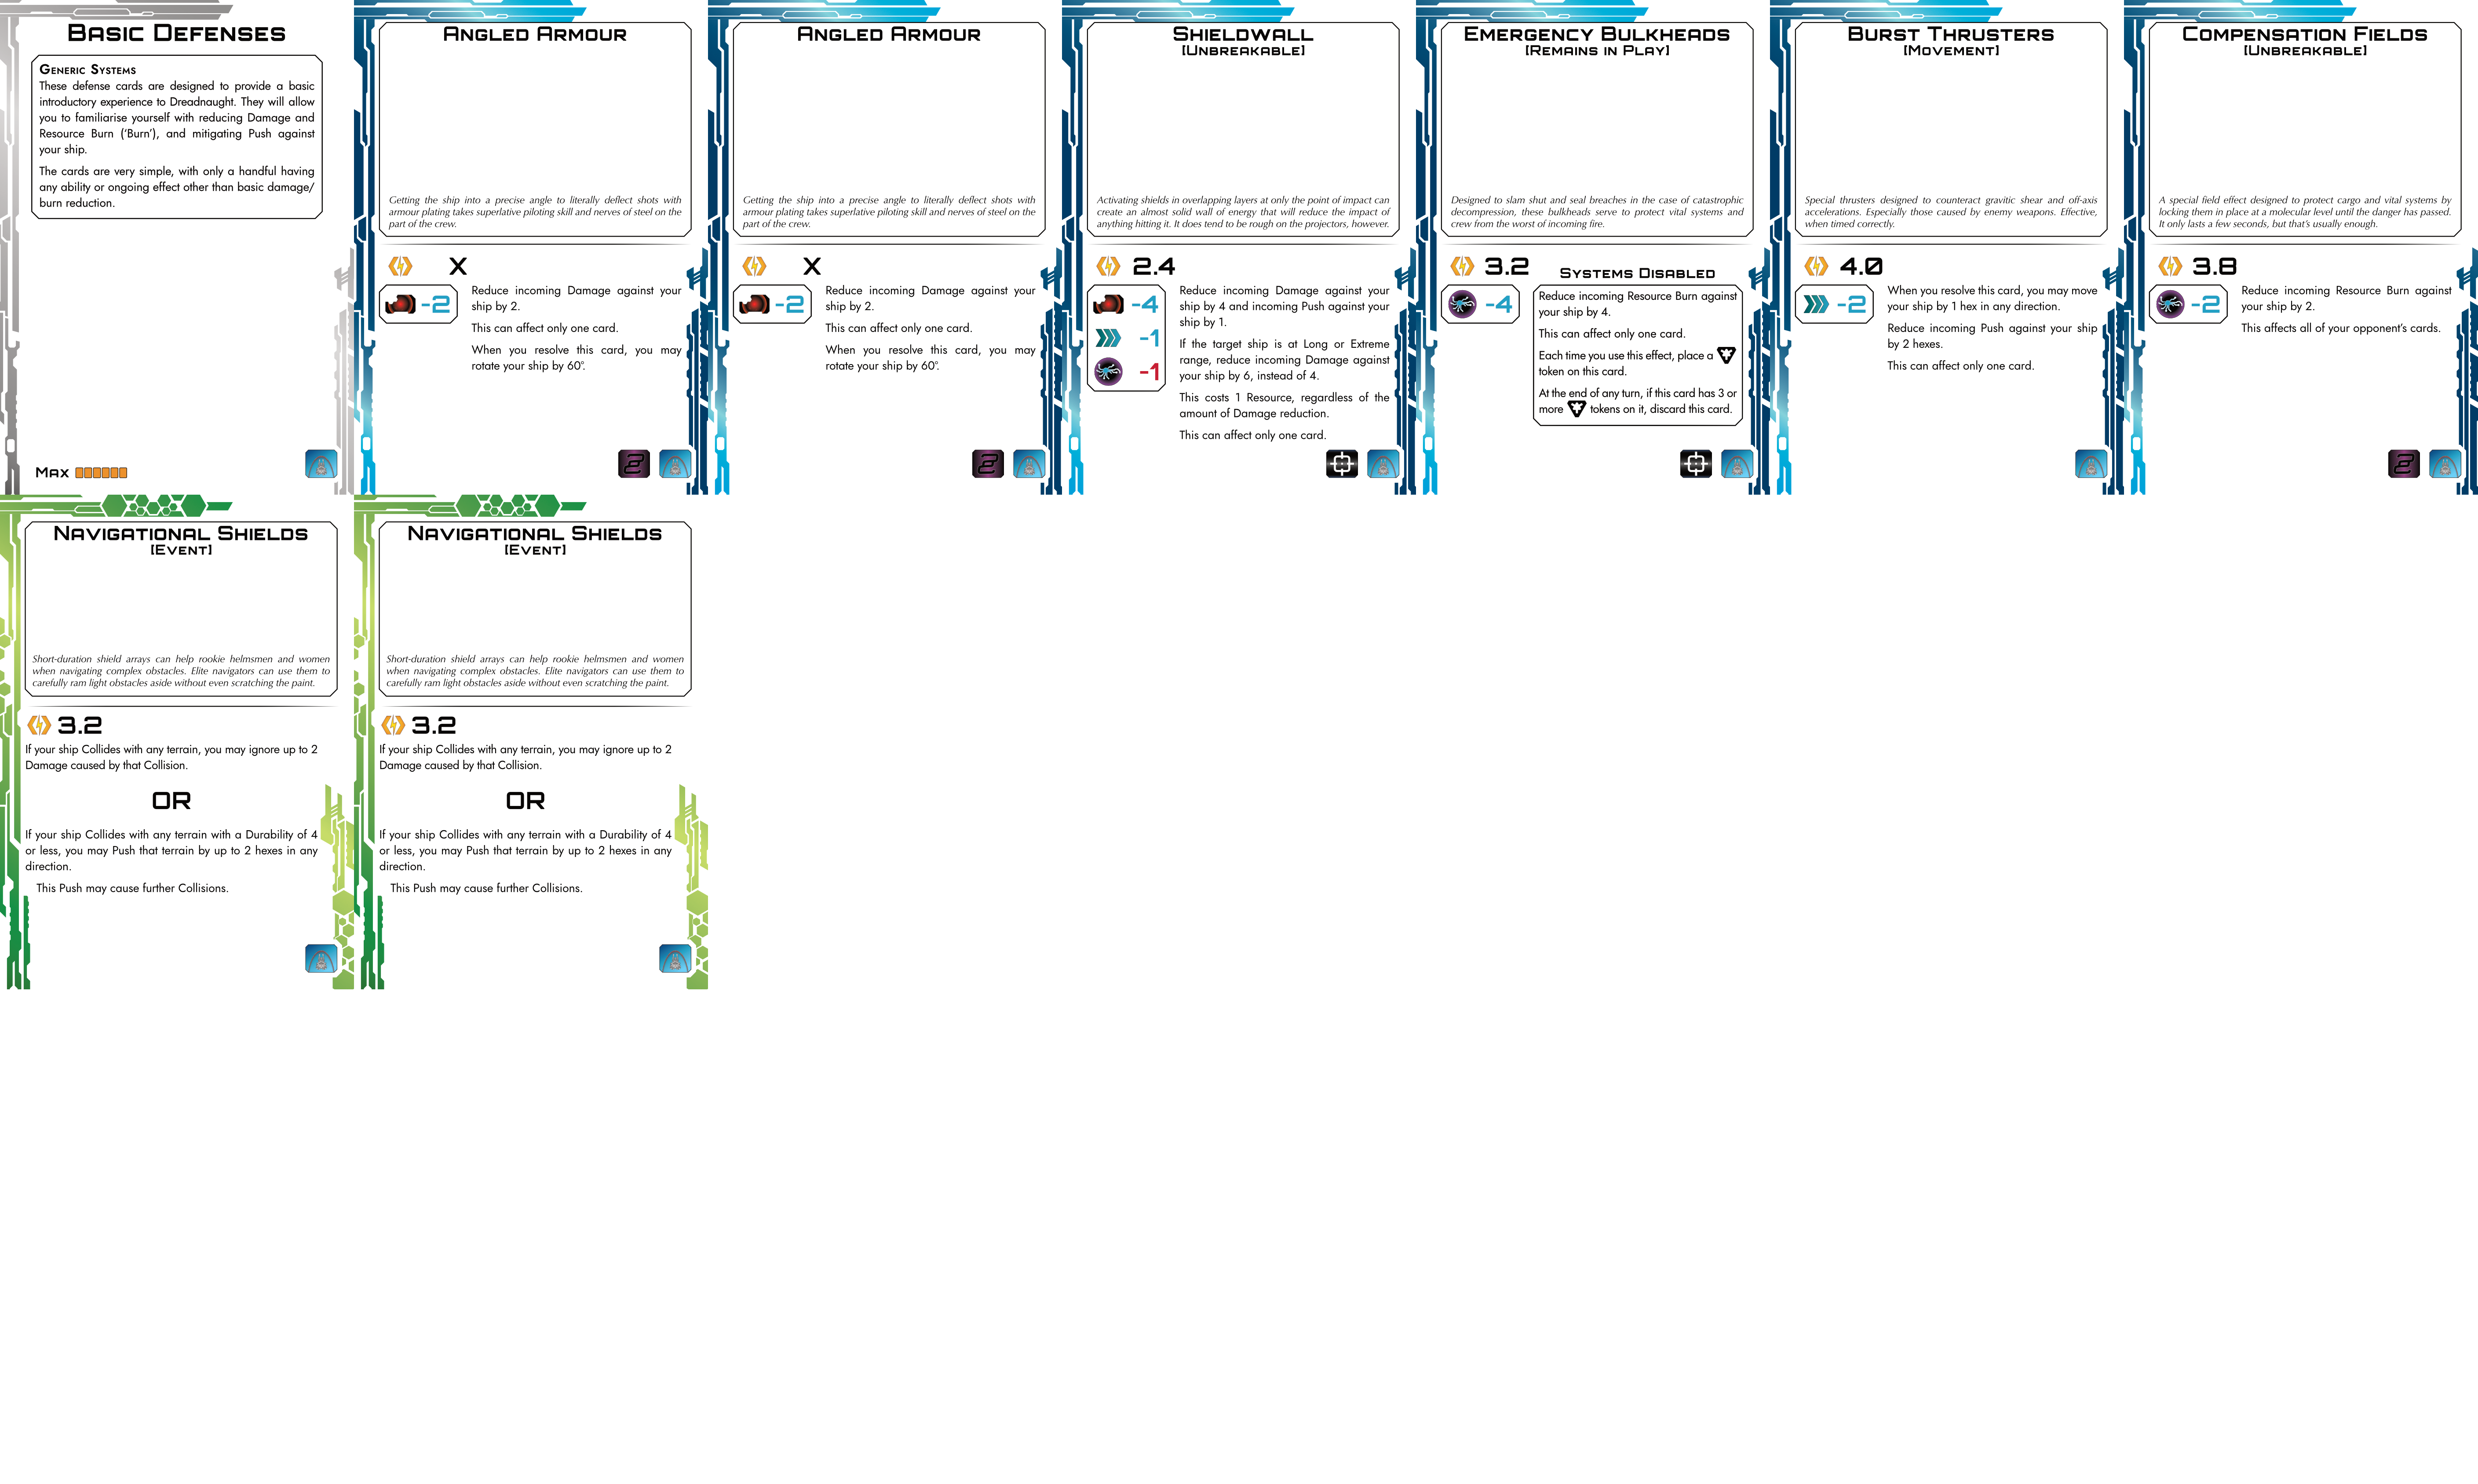 Basic Defenses
Generic Systems
These defense cards are designed to provide a basic
introductory experience to Dreadnaught. They will allow
you to familiarise yourself with reducing Damage and
Resource Burn (‘Burn’), and mitigating Push against
your ship.
The cards are very simple, with only a handful having
any ability or ongoing effect other than basic damage/
burn reduction.
Max
Angled Armour
Getting the ship into a precise angle to literally deflect shots with
armour plating takes superlative piloting skill and nerves of steel on the
part of the crew.
X
-2
Reduce incoming Damage against your
ship by 2.
This can affect only one card.
When you resolve this card, you may
rotate your ship by 60°.
2
Angled Armour
Getting the ship into a precise angle to literally deflect shots with
armour plating takes superlative piloting skill and nerves of steel on the
part of the crew.
X
-2
Reduce incoming Damage against your
ship by 2.
This can affect only one card.
When you resolve this card, you may
rotate your ship by 60°.
2
Shieldwall
[Unbreakable]
Activating shields in overlapping layers at only the point of impact can
create an almost solid wall of energy that will reduce the impact of
anything hitting it. It does tend to be rough on the projectors, however.
2.4
-4
-1
-1
Reduce incoming Damage against your
ship by 4 and incoming Push against your
ship by 1.
If the target ship is at Long or Extreme
range, reduce incoming Damage against
your ship by 6, instead of 4.
This costs 1 Resource, regardless of the
amount of Damage reduction.
This can affect only one card.
Emergency Bulkheads
[Remains in Play]
Designed to slam shut and seal breaches in the case of catastrophic
decompression, these bulkheads serve to protect vital systems and
crew from the worst of incoming fire.
3.2
-4
Systems Disabled
Reduce incoming Resource Burn against
your ship by 4.
This can affect only one card.
Each time you use this effect, place a
token on this card.
At the end of any turn, if this card has 3 or
more tokens on it, discard this card.
Burst Thrusters
[Movement]
Special thrusters designed to counteract gravitic shear and off-axis
accelerations. Especially those caused by enemy weapons. Effective,
when timed correctly.
4.0
-2
When you resolve this card, you may move
your ship by 1 hex in any direction.
Reduce incoming Push against your ship
by 2 hexes.
This can affect only one card.
Compensation Fields
[Unbreakable]
A special field effect designed to protect cargo and vital systems by
locking them in place at a molecular level until the danger has passed.
It only lasts a few seconds, but that’s usually enough.
3.8
-2
Reduce incoming Resource Burn against
your ship by 2.
This affects all of your opponent’s cards.
2
Navigational Shields
[Event]
Short-duration shield arrays can help rookie helmsmen and women
when navigating complex obstacles. Elite navigators can use them to
carefully ram light obstacles aside without even scratching the paint.
3.2
If your ship Collides with any terrain, you may ignore up to 2
Damage caused by that Collision.
OR
If your ship Collides with any terrain with a Durability of 4
or less, you may Push that terrain by up to 2 hexes in any
direction.
This Push may cause further Collisions.
Navigational Shields
[Event]
Short-duration shield arrays can help rookie helmsmen and women
when navigating complex obstacles. Elite navigators can use them to
carefully ram light obstacles aside without even scratching the paint.
3.2
If your ship Collides with any terrain, you may ignore up to 2
Damage caused by that Collision.
OR
If your ship Collides with any terrain with a Durability of 4
or less, you may Push that terrain by up to 2 hexes in any
direction.
This Push may cause further Collisions.